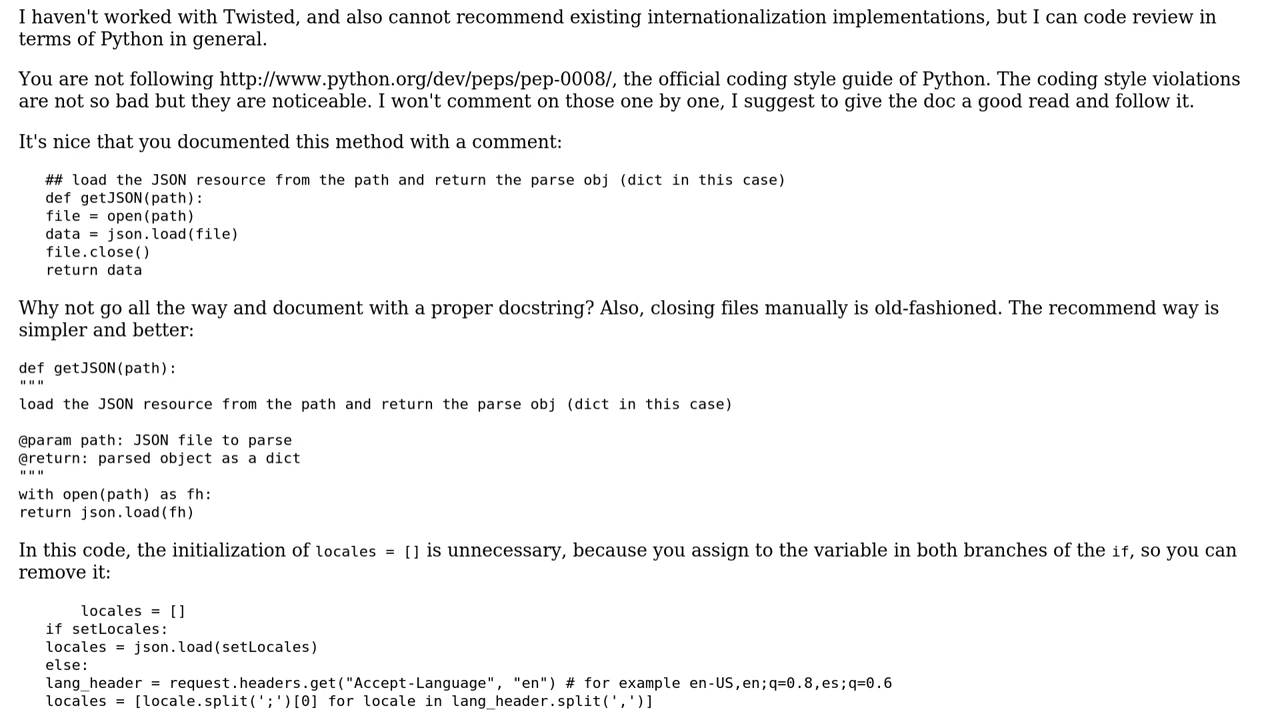 I haven't worked with Twisted, and also cannot recommend existing internationalization implementations, but I can code review in
terms of Python in general.
You are not following http://www.python.org/dev/peps/pep-0008/, the official coding style guide of Python. The coding style violations
are not so bad but they are noticeable. I won't comment on those one by one, I suggest to give the doc a good read and follow it.
It's nice that you documented this method with a comment:
## load the JSON resource from the path and return the parse obj (dict in this case)
def getJSON(path):
file = open(path)
data = json.load(file)
file.close()
return data
Why not go all the way and document with a proper docstring? Also, closing files manually is old-fashioned. The recommend way is
simpler and better:
def getJSON(path):
"""
load the JSON resource from the path and return the parse obj (dict in this case)
@param path: JSON file to parse
@return: parsed object as a dict
"""
with open(path) as fh:
return json.load(fh)
In this code, the initialization of locales = [] is unnecessary, because you assign to the variable in both branches of the if, so you can
remove it:
locales = []
if setLocales:
locales = json.load(setLocales)
else:
lang_header = request.headers.get("Accept-Language", "en") # for example en-US,en;q=0.8,es;q=0.6
locales = [locale.split(';')[0] for locale in lang_header.split(',')]